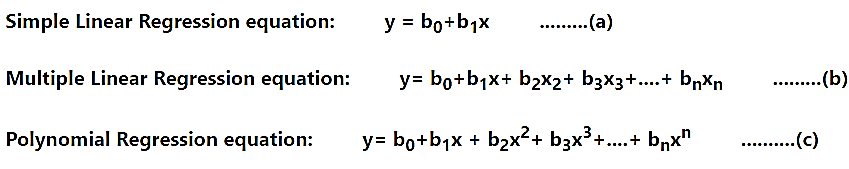 Simple Linear Regression equation: y = b₀+b₁x .........(a)
Multiple Linear Regression equation: y= b₀+b₁x+ b₂x₂+ b₃x₃+....+ bₙxₙ .........(b)
Polynomial Regression equation: y= b₀+b₁x + b₂x²+ b₃x³+....+ bₙxⁿ ..........(c)